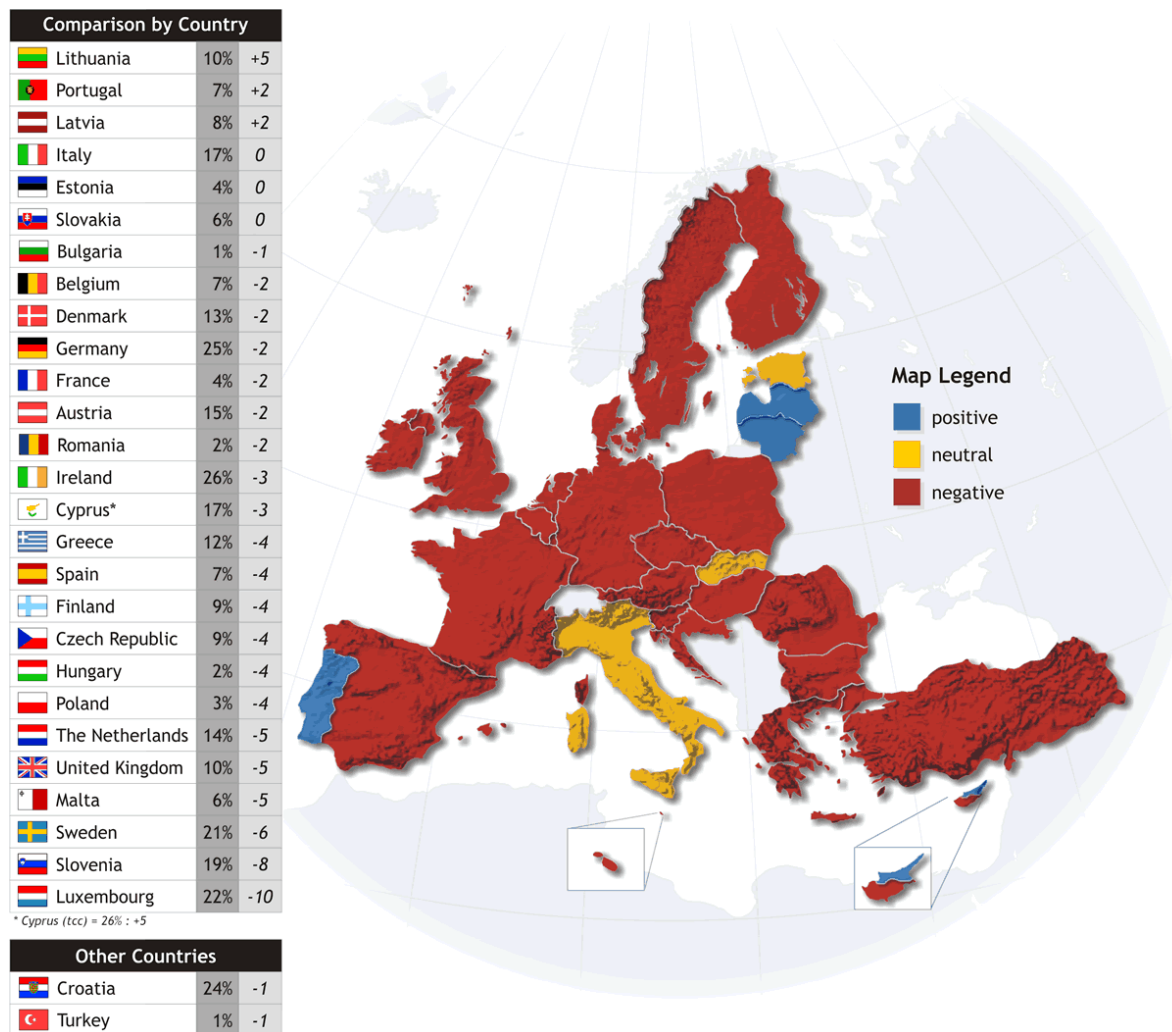 Comparison by Country
Lithuania 10% +5
Portugal 7% +2
Latvia 8% +2
Italy 17% 0
Estonia 4% 0
Slovakia 6% 0
Bulgaria 1% -1
Belgium 7% -2
Denmark 13% -2
Germany 25% -2
France 4% -2
Austria 15% -2
Romania 2% -2
Ireland 26% -3
Cyprus* 17% -3
Greece 12% -4
Spain 7% -4
Finland 9% -4
Czech Republic 9% -4
Hungary 2% -4
Poland 3% -4
The Netherlands 14% -5
United Kingdom 10% -5
Malta 6% -5
Sweden 21% -6
Slovenia 19% -8
Luxembourg 22% -10
* Cyprus (tcc) = 26% : +5
Other Countries
Croatia 24% -1
Turkey 1% -1
Map Legend
positive
neutral
negative